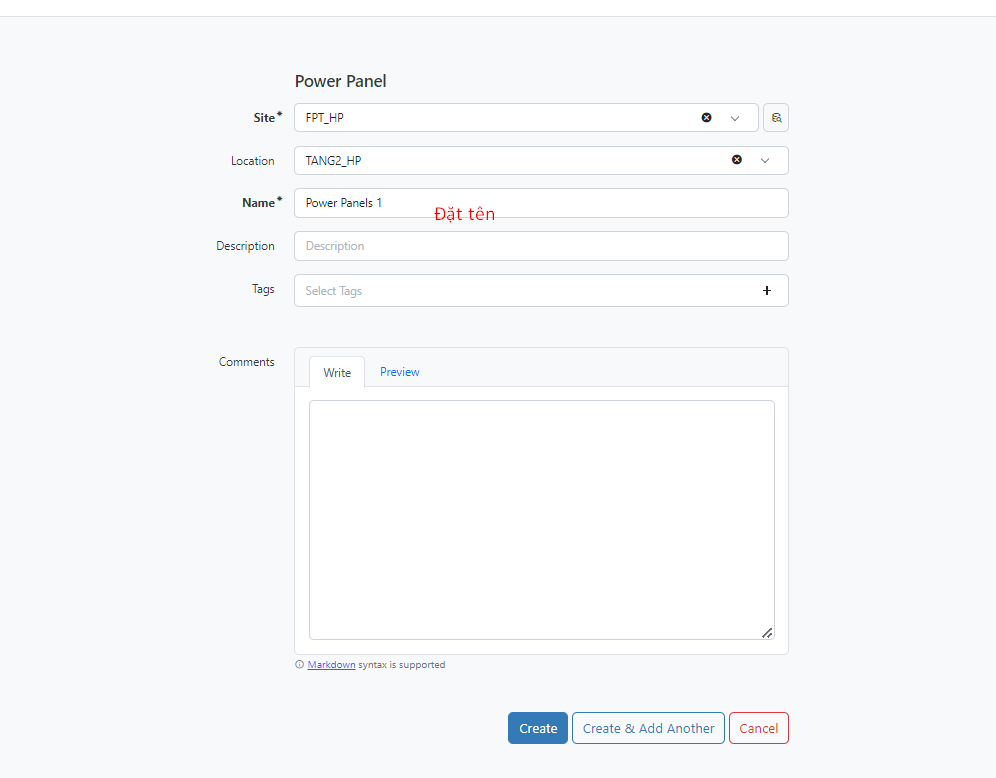 Power Panel
Site*
FPT_HP
Location
TANG2_HP
Name*
Power Panels 1
Đặt tên
Description
Description
Tags
Select Tags
Comments
Write
Preview
Markdown syntax is supported
Create
Create & Add Another
Cancel